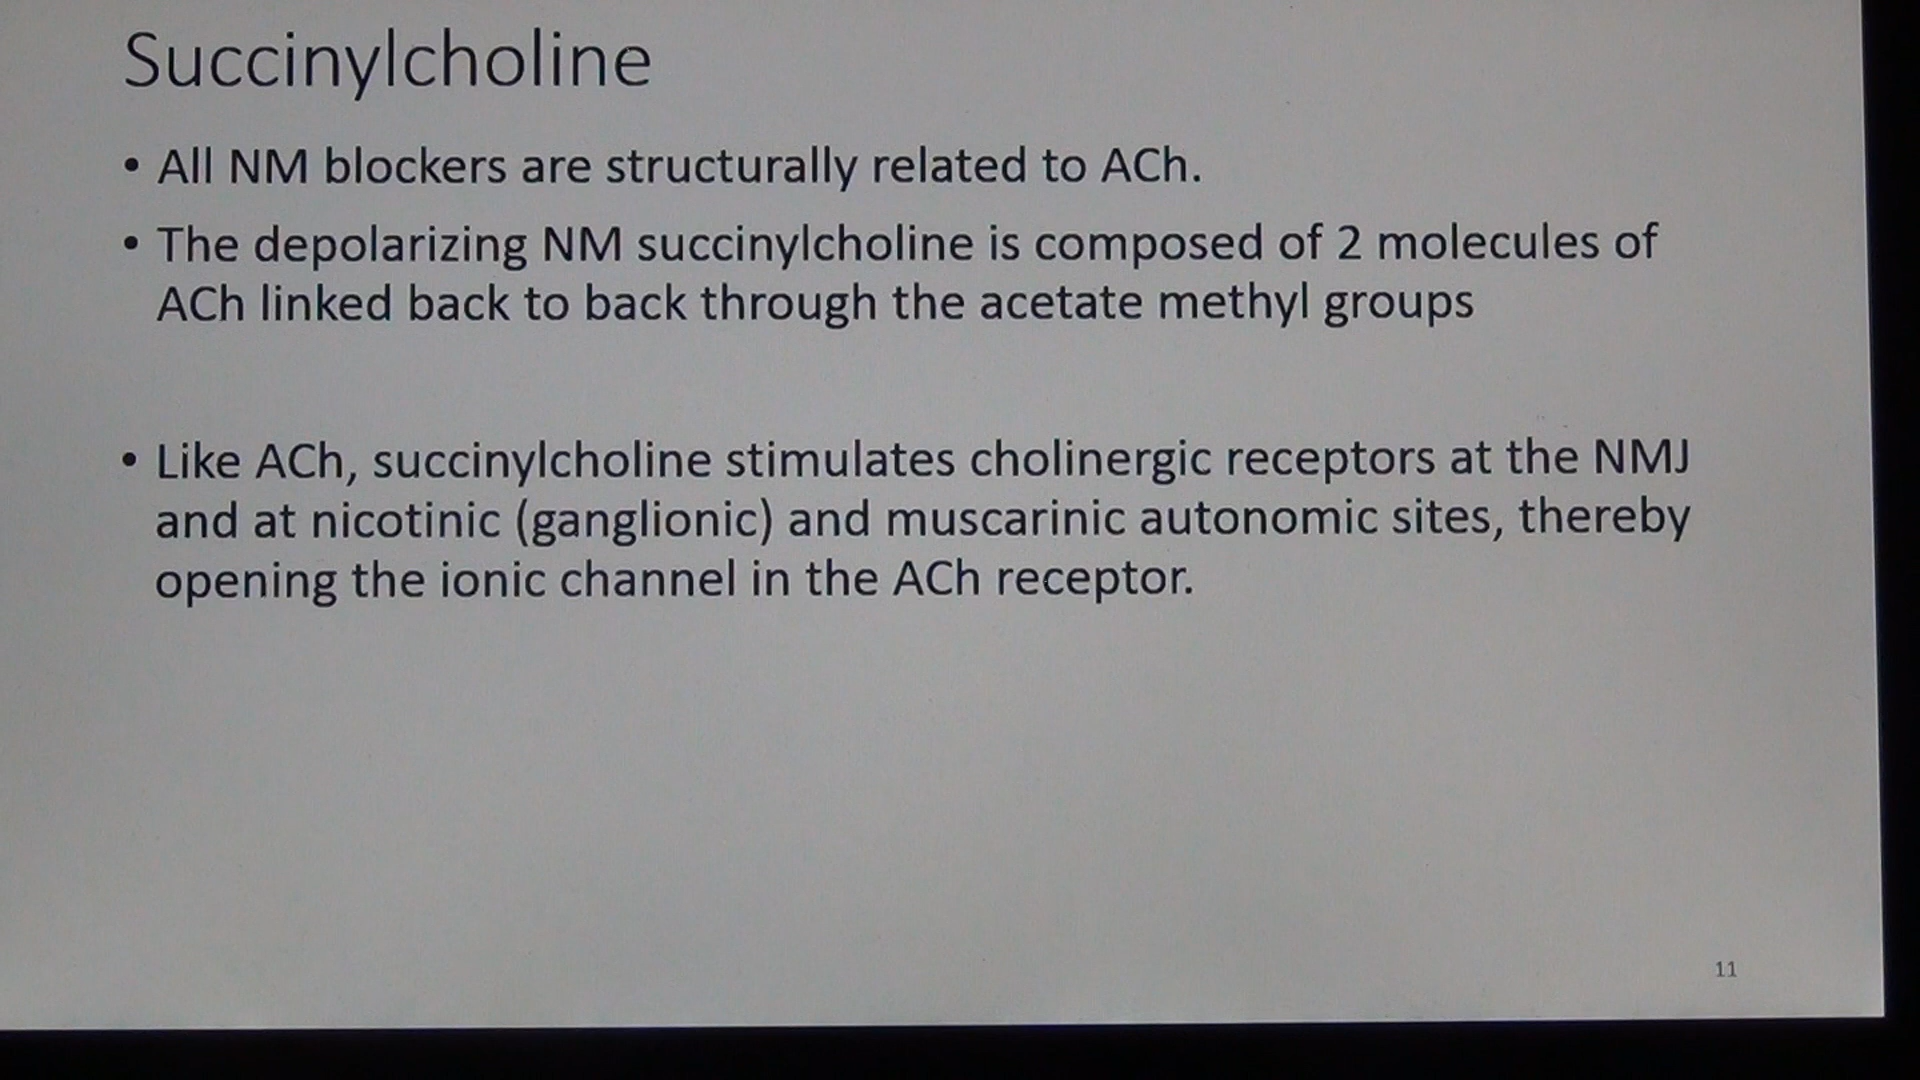 Succinylcholine
• All NM blockers are structurally related to ACh.
• The depolarizing NM succinylcholine is composed of 2 molecules of
ACh linked back to back through the acetate methyl groups
• Like ACh, succinylcholine stimulates cholinergic receptors at the NMJ
and at nicotinic (ganglionic) and muscarinic autonomic sites, thereby
opening the ionic channel in the ACh receptor.
11